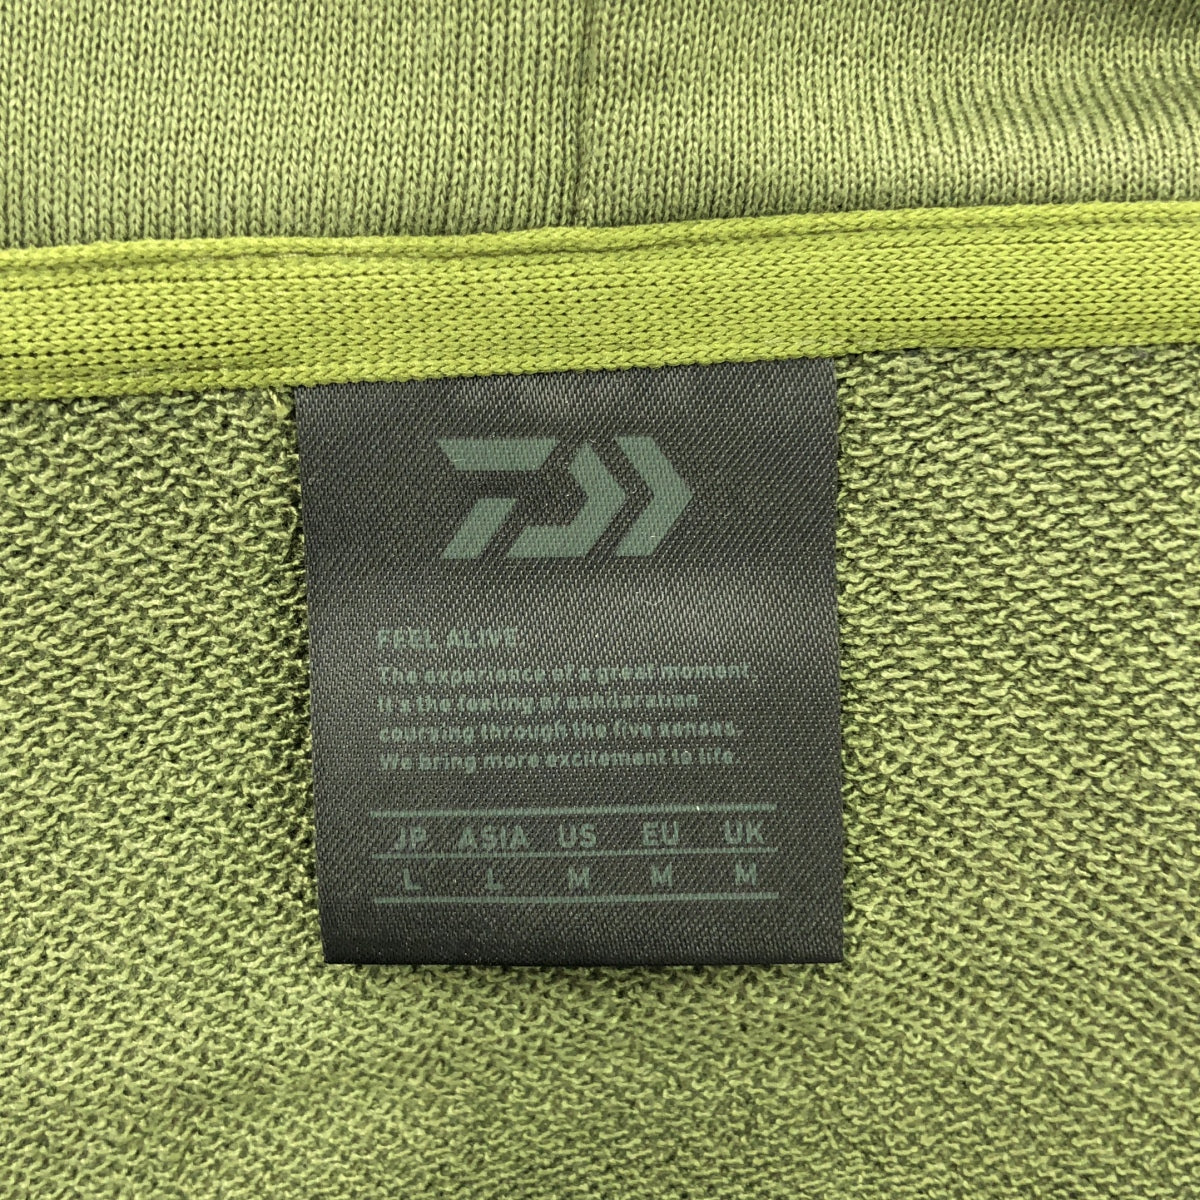 FEEL ALIVE.
The experience of a great moment.
It's the feeling of exhilaration
coursing through the five senses.
We bring more excitement to life.
JP ASIA US EU UK
L L M M M